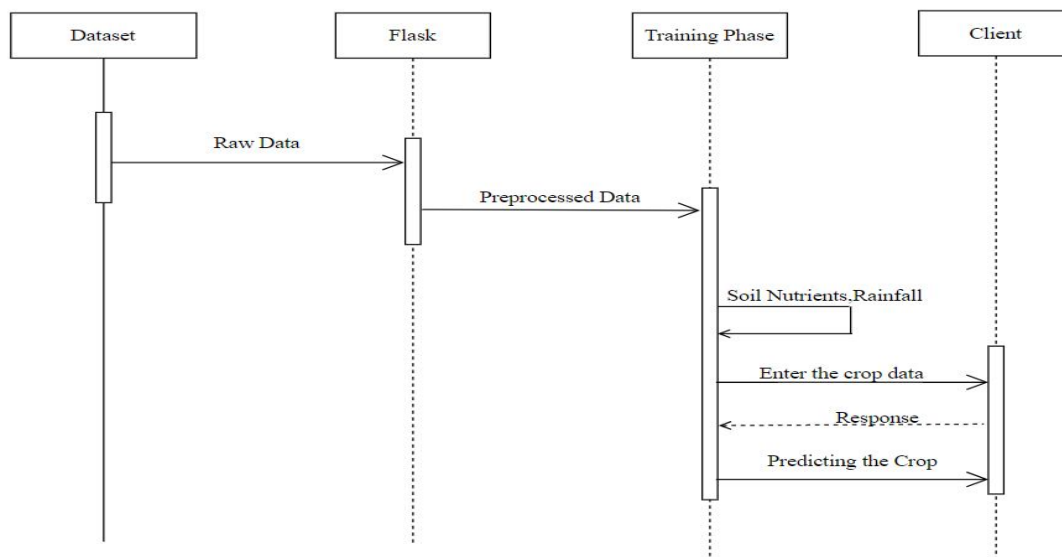 Dataset
Flask
Training Phase
Client
Raw Data
Preprocessed Data
Soil Nutrients,Rainfall
Enter the crop data
Response
Predicting the Crop